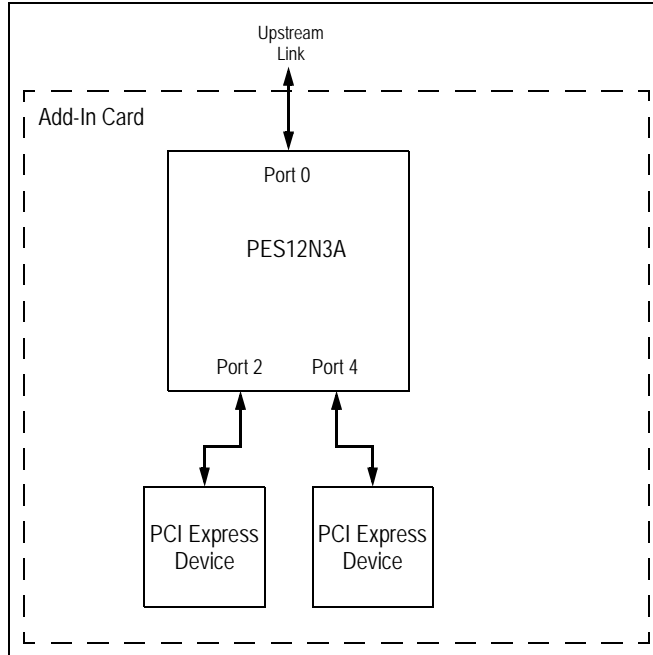 Upstream
Link
Add-In Card
Port 0
PES12N3A
Port 2
Port 4
PCI Express
Device
PCI Express
Device